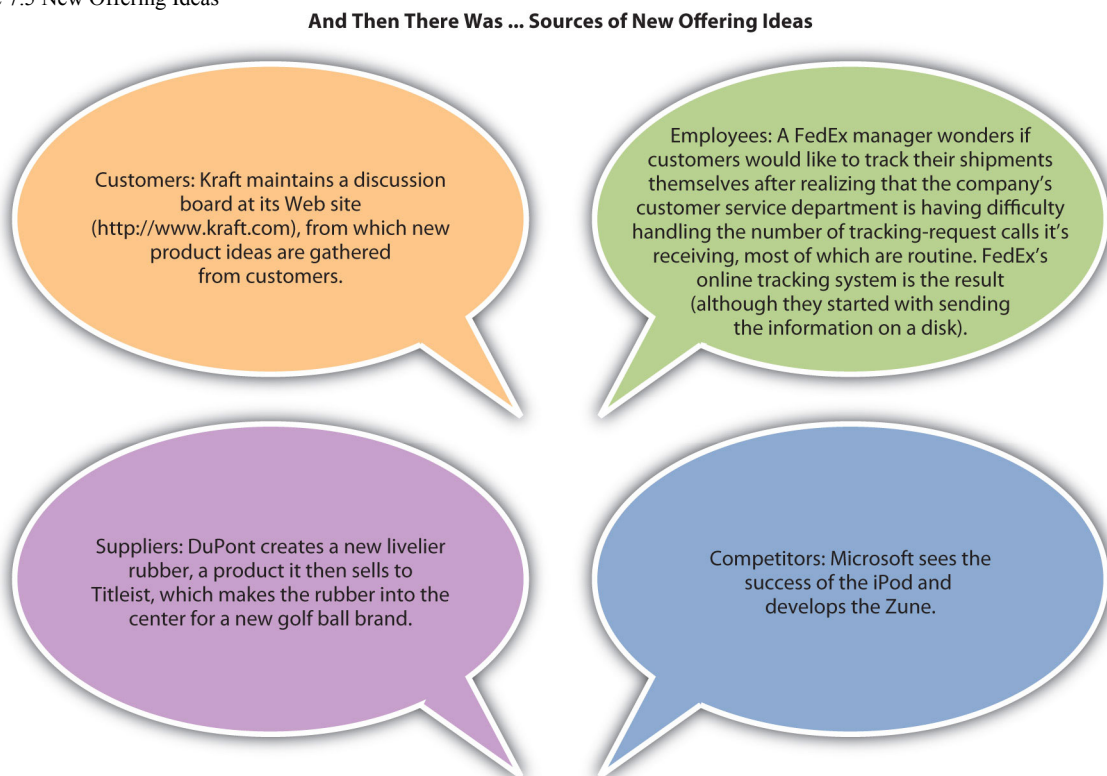 7.5 New Offering Ideas
And Then There Was ... Sources of New Offering Ideas
Customers: Kraft maintains a discussion
board at its Web site
(http://www.kraft.com), from which new
product ideas are gathered
from customers.
Employees: A FedEx manager wonders if
customers would like to track their shipments
themselves after realizing that the company's
customer service department is having difficulty
handling the number of tracking-request calls it's
receiving, most of which are routine. FedEx's
online tracking system is the result
(although they started with sending
the information on a disk).
Suppliers: DuPont creates a new livelier
rubber, a product it then sells to
Titleist, which makes the rubber into the
center for a new golf ball brand.
Competitors: Microsoft sees the
success of the iPod and
develops the Zune.